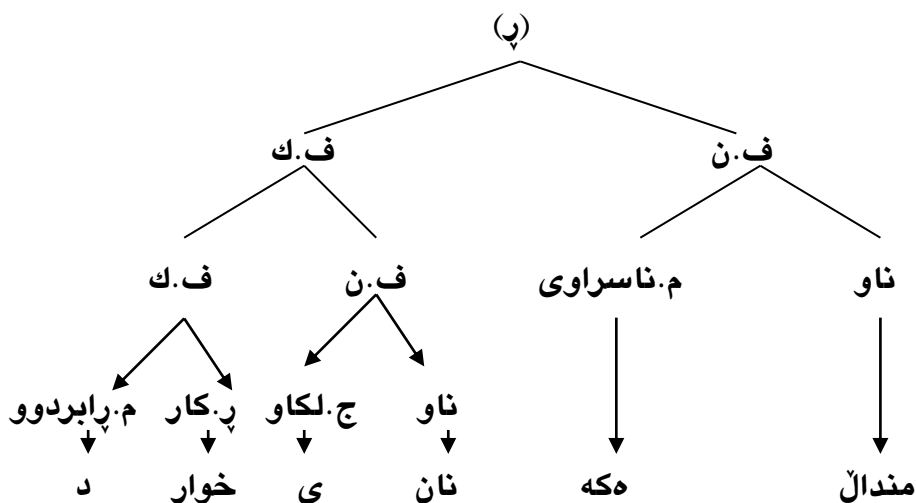 (ڕ)
ف.ن ف.ك
ناو م.ناسراوی ف.ن ف.ك
ناو ج.لكاو ڕ.كار م.ڕابردوو
منداڵ ەكە نان ی خوار د